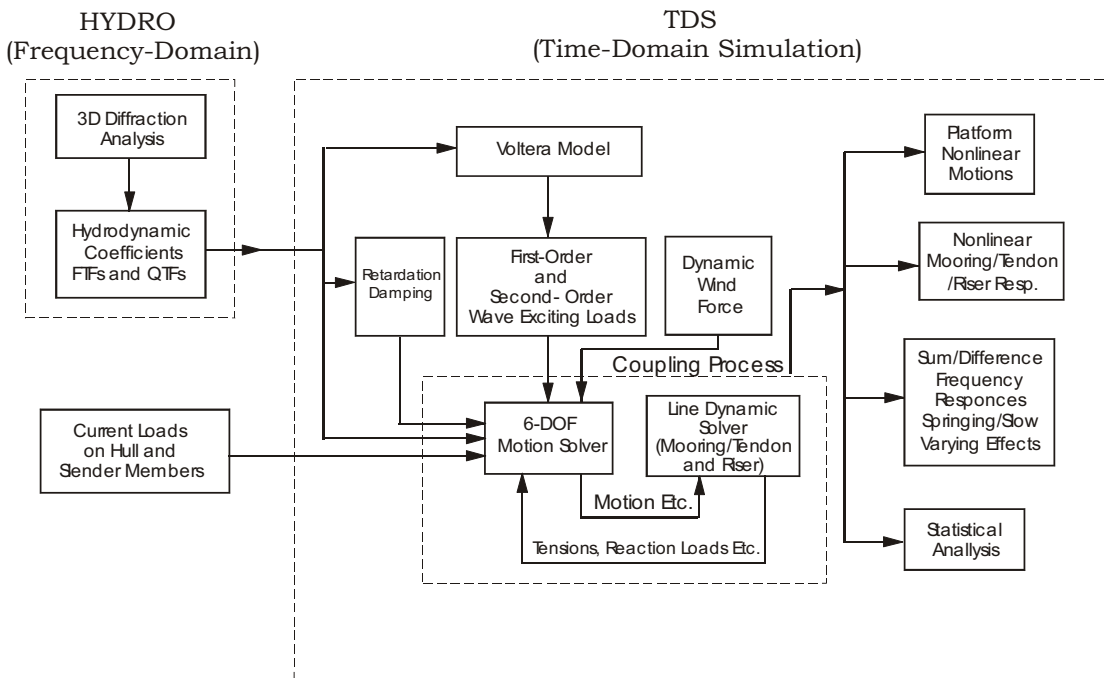 HYDRO
(Frequency-Domain)
TDS
(Time-Domain Simulation)
3D Diffraction
Analysis
Hydrodynamic
Coefficients
FTFs and QTFs
Current Loads
on Hull and
Slender Members
Voltera Model
Retardation
Damping
First-Order
and
Second- Order
Wave Exciting Loads
Dynamic
Wind
Force
Coupling Process
6-DOF
Motion Solver
Line Dynamic
Solver
(Mooring/Tendon
and Riser)
Motion Etc.
Tensions, Reaction Loads Etc.
Platform
Nonlinear
Motions
Nonlinear
Mooring/Tendon
/Riser Resp.
Sum/Difference
Frequency
Responces
Springing/Slow
Varying Effects
Statistical
Anallysis